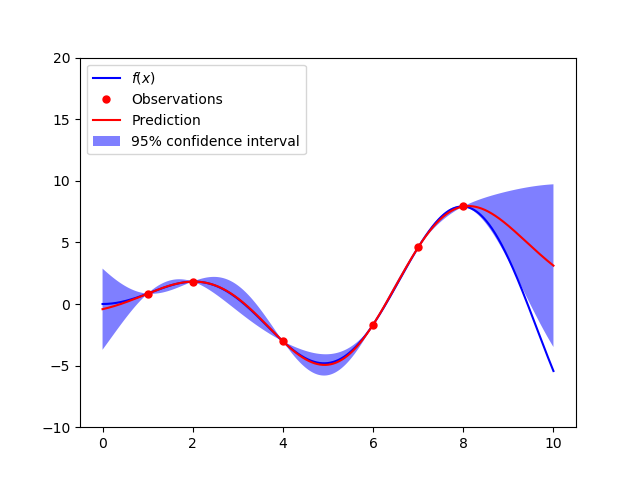 20
15
10
5
0
−5
−10
f(x)
Observations
Prediction
95% confidence interval
0 2 4 6 8 10